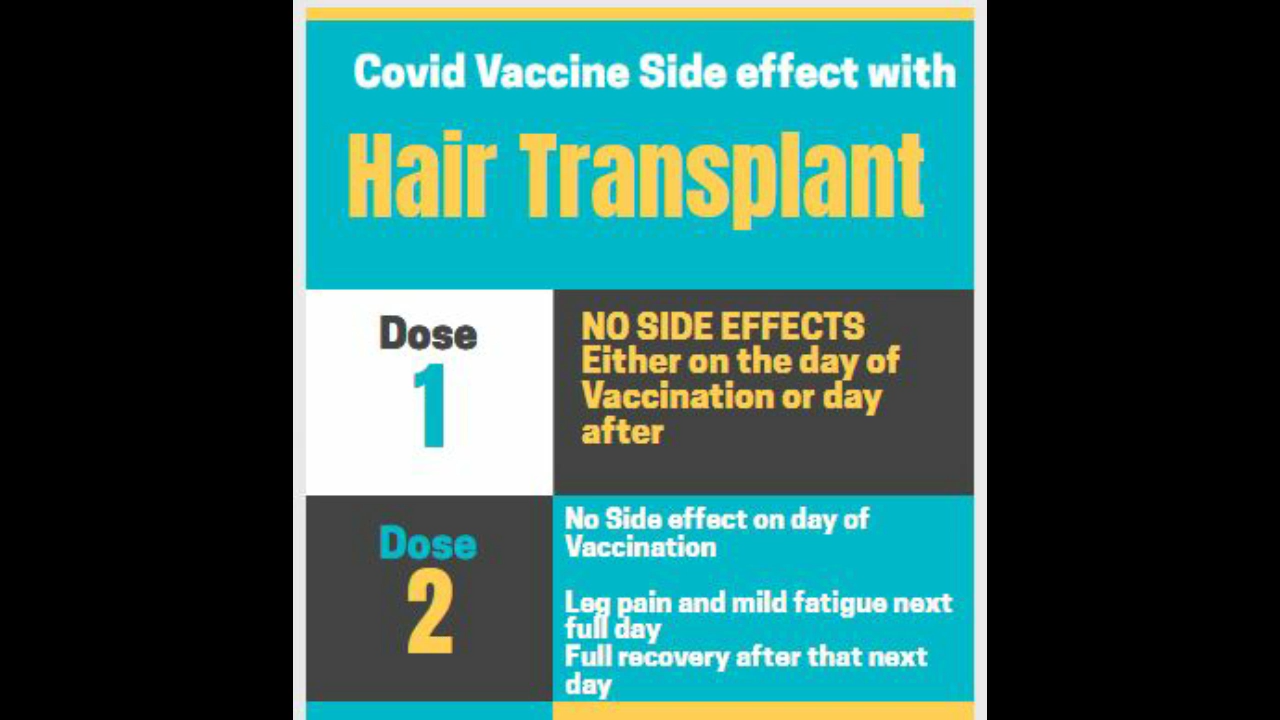 Covid Vaccine Side effect with
Hair Transplant
Dose
1
NO SIDE EFFECTS
Either on the day of
Vaccination or day
after
Dose
2
No Side effect on day of
Vaccination
Leg pain and mild fatigue next
full day
Full recovery after that next
day